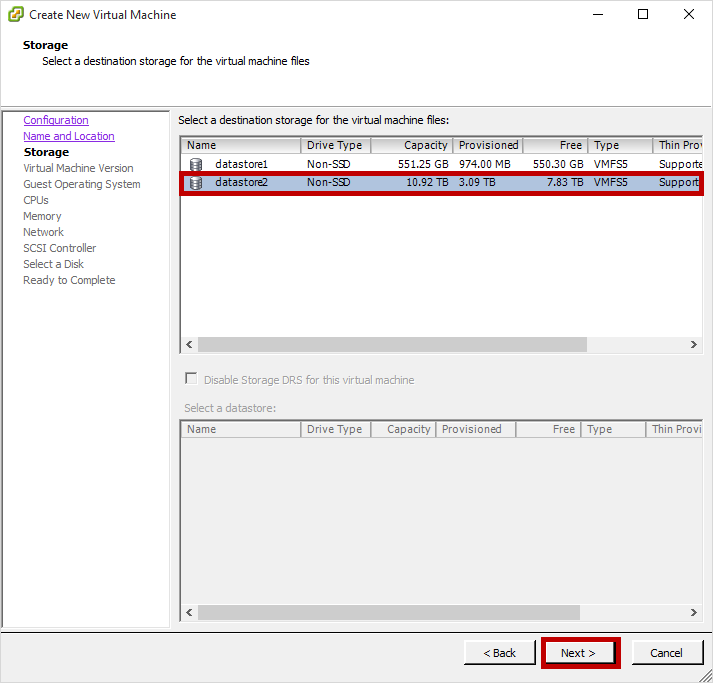 Create New Virtual Machine
Storage
Select a destination storage for the virtual machine files
Configuration
Name and Location
Storage
Virtual Machine Version
Guest Operating System
CPUs
Memory
Network
SCSI Controller
Select a Disk
Ready to Complete
Select a destination storage for the virtual machine files:
Name Drive Type Capacity Provisioned Free Type Thin Prov
datastore1 Non-SSD 551.25 GB 974.00 MB 550.30 GB VMFS5 Supporte
datastore2 Non-SSD 10.92 TB 3.09 TB 7.83 TB VMFS5 Support
Disable Storage DRS for this virtual machine
Select a datastore:
Name Drive Type Capacity Provisioned Free Type Thin Provi
< Back Next > Cancel